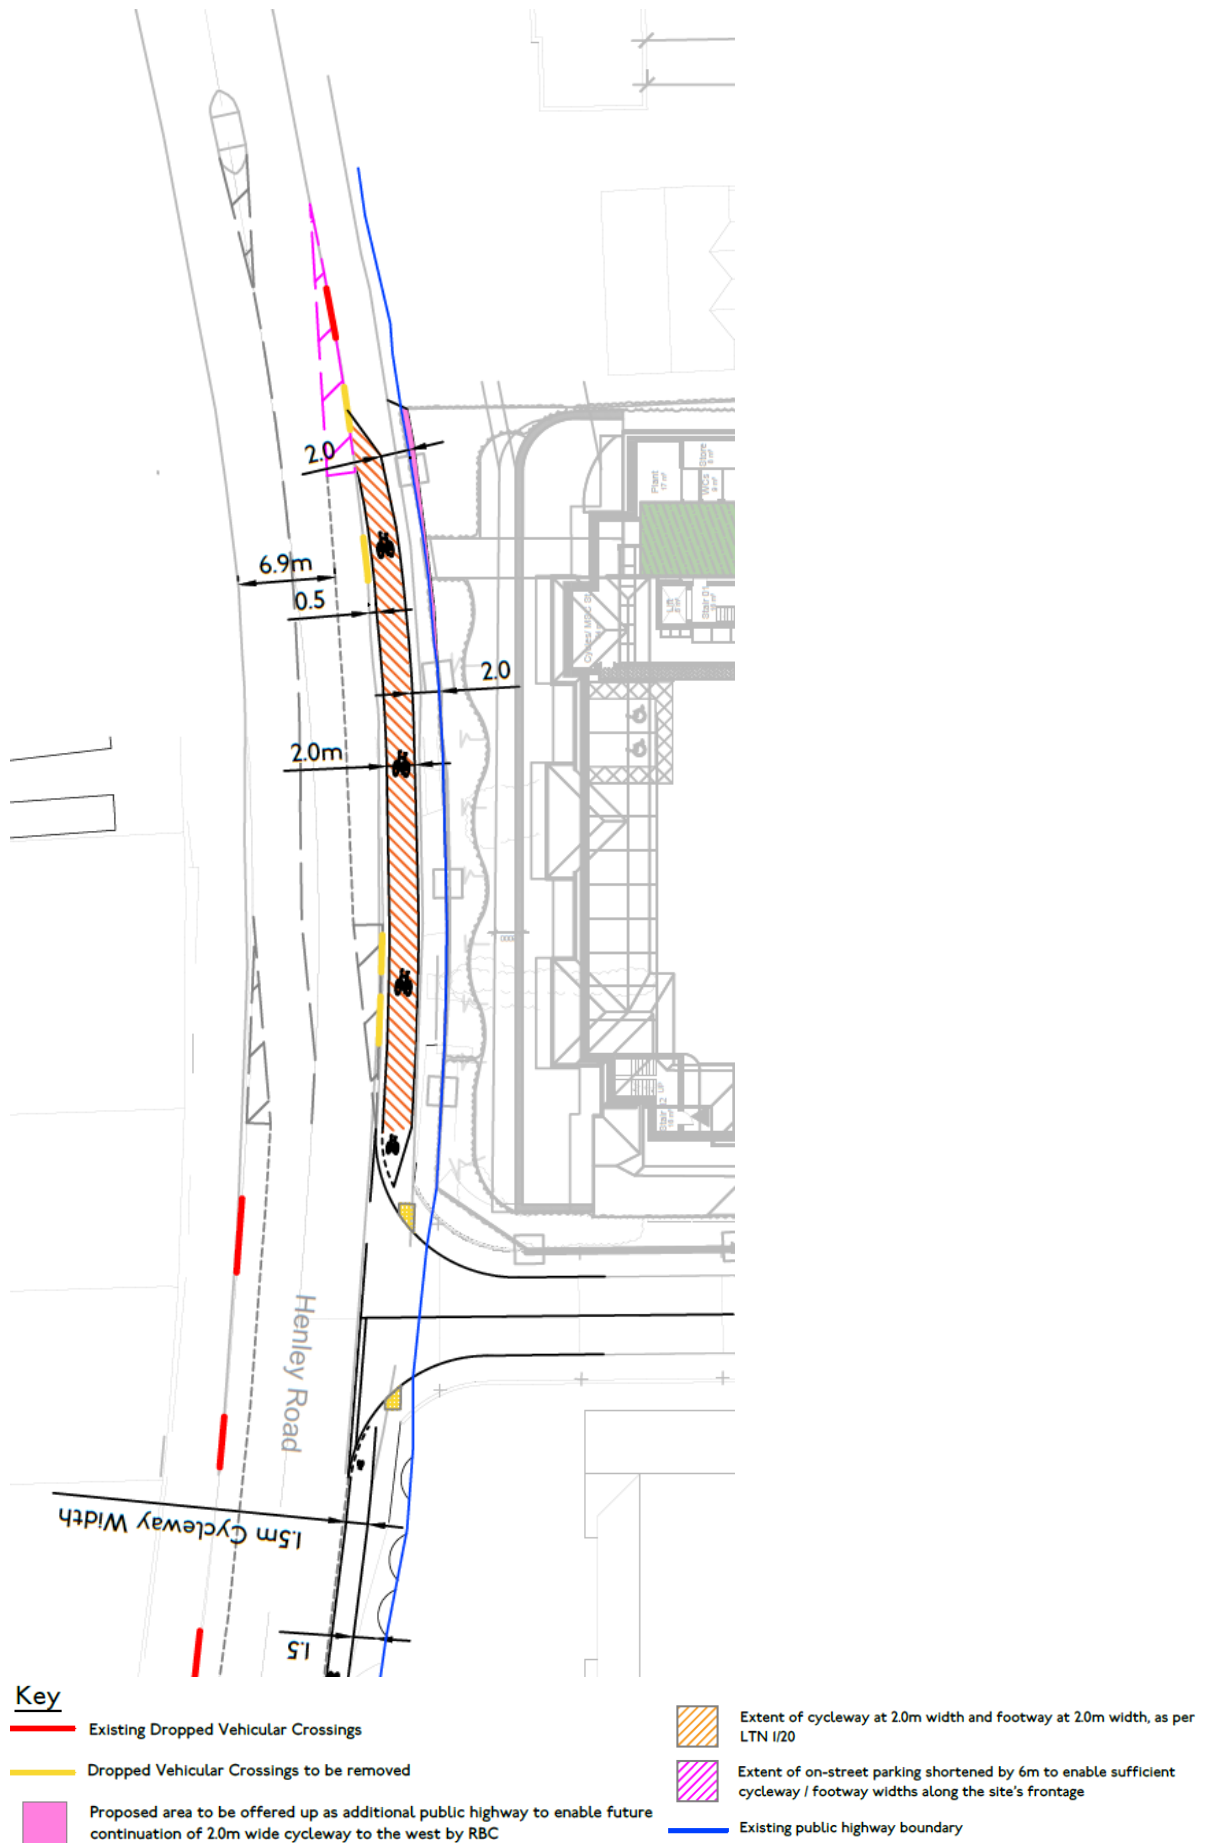 Plant
17 m²
WCs
Store
2.0
6.9m
0.5
Lift
Stair 01
2.0
2.0m
UP
Henley Road
1.5m Cycleway Width
1.5
Key
Existing Dropped Vehicular Crossings
Dropped Vehicular Crossings to be removed
Proposed area to be offered up as additional public highway to enable future
continuation of 2.0m wide cycleway to the west by RBC
Extent of cycleway at 2.0m width and footway at 2.0m width, as per
LTN 1/20
Extent of on-street parking shortened by 6m to enable sufficient
cycleway / footway widths along the site's frontage
Existing public highway boundary